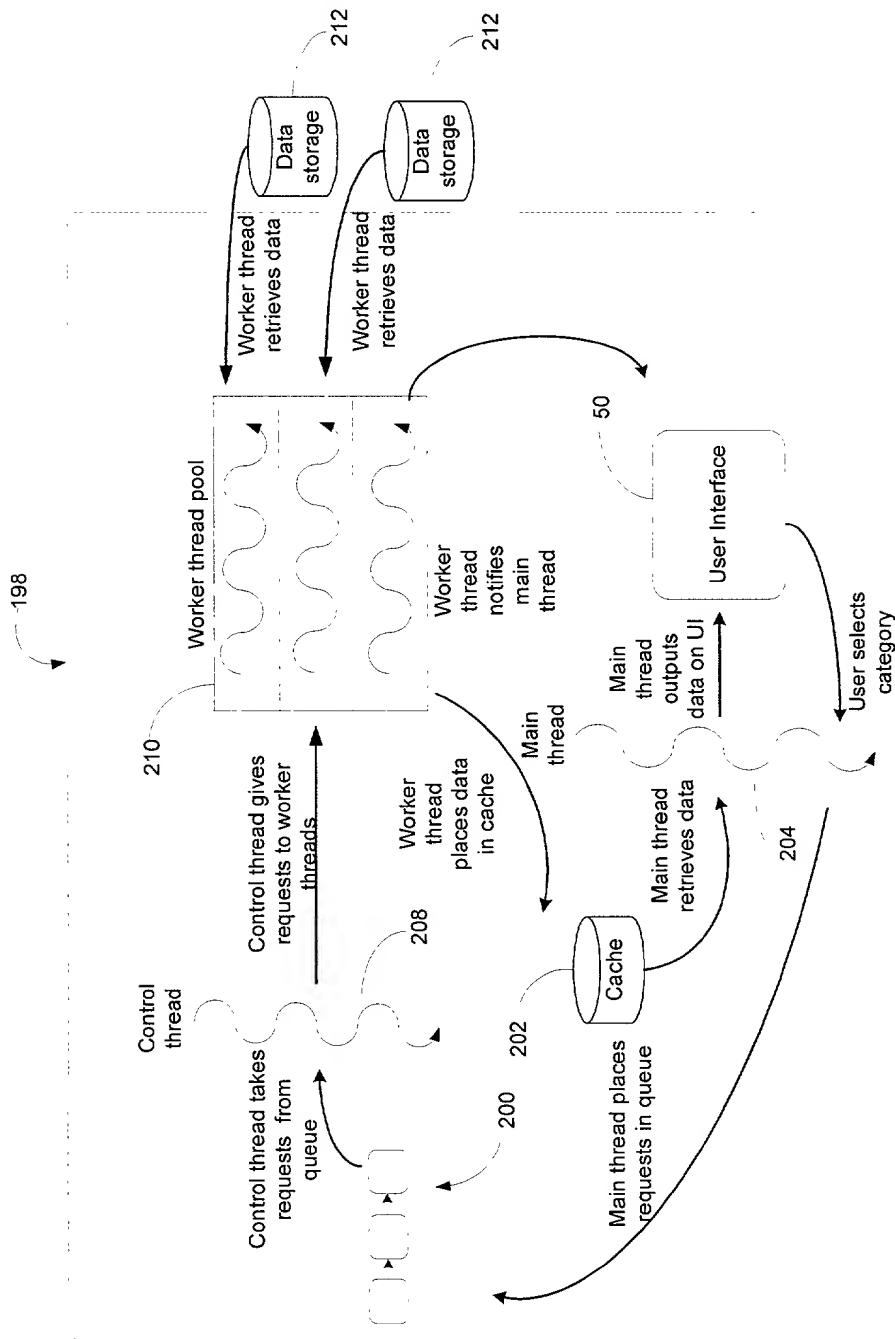 198
Worker thread pool
210
Control thread gives
requests to worker
threads
Control
thread
208
Control thread takes
requests from
queue
200
Worker thread
retrieves data
Data
storage
212
Worker thread
retrieves data
Data
storage
212
Worker
thread
notifies
main
thread
Worker
thread
places data
in cache
202
Cache
Main thread
retrieves data
Main
thread
204
Main
thread
outputs
data on UI
User Interface
50
User selects
category
Main thread places
requests in queue